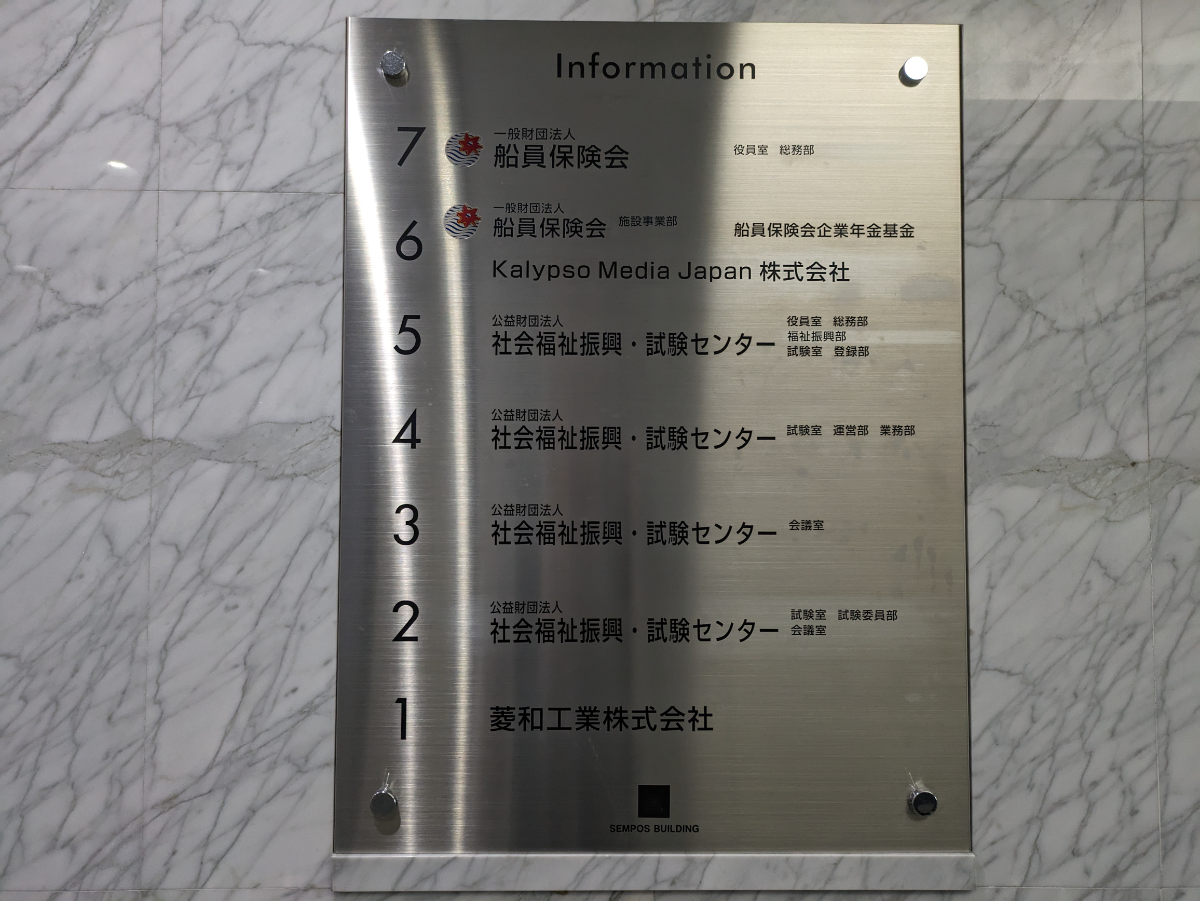 Information
7
一般財団法人
船員保険会
役員室 総務部
6
一般財団法人
船員保険会 施設事業部
船員保険会企業年金基金
Kalypso Media Japan 株式会社
5
公益財団法人
社会福祉振興・試験センター
役員室 総務部
福祉振興部
試験室 登録部
4
公益財団法人
社会福祉振興・試験センター
試験室 運営部 業務部
3
公益財団法人
社会福祉振興・試験センター
会議室
2
公益財団法人
社会福祉振興・試験センター
試験室 試験委員部
会議室
1
菱和工業株式会社
SEMPOS BUILDING